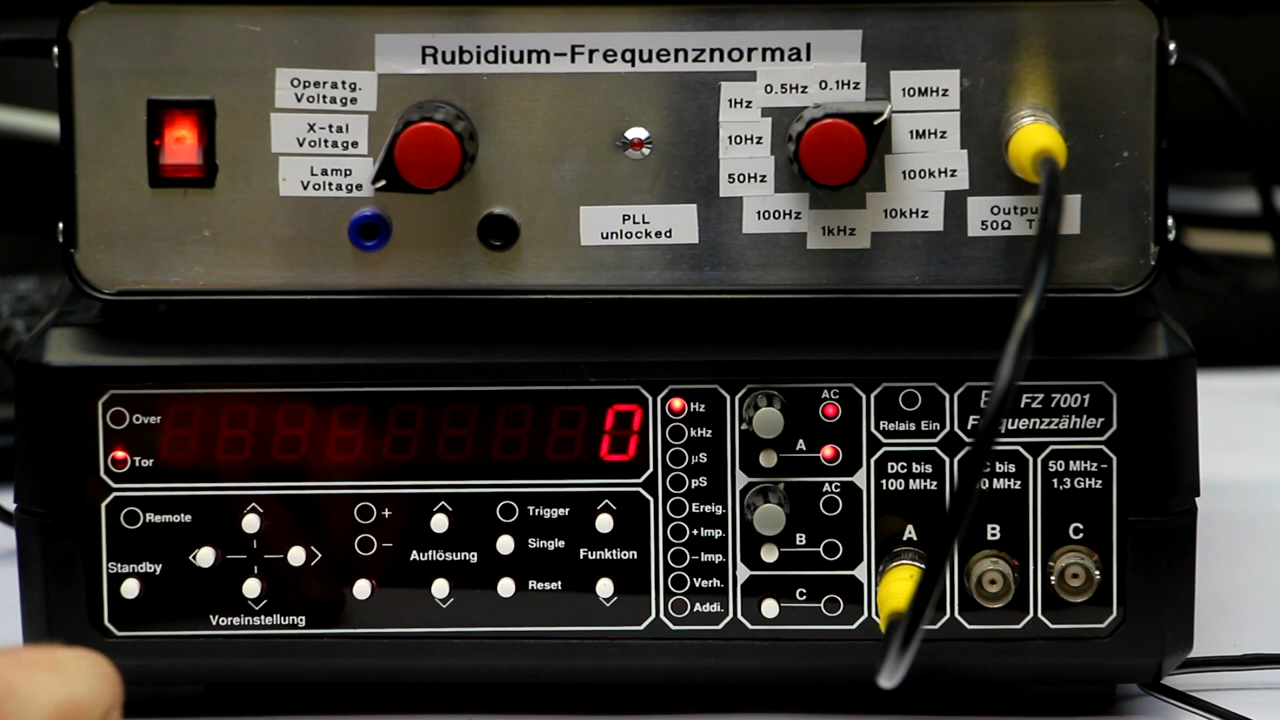 Rubidium-Frequenznormal
Operatg.
Voltage
X-tal
Voltage
Lamp
Voltage
PLL
unlocked
0.5Hz
0.1Hz
1Hz
10Hz
50Hz
100Hz
1kHz
10kHz
100kHz
1MHz
10MHz
50Ω
Over
Tor
0
Hz
kHz
µS
pS
Ereig.
+Imp.
-Imp.
Verh.
Addi.
AC
A
AC
B
C
Relais Ein
FZ 7001
DC bis
100 MHz
A
bis
MHz
B
50 MHz-
1,3 GHz
C
Remote
Standby
Voreinstellung
+
-
Auflösung
Trigger
Single
Reset
Funktion